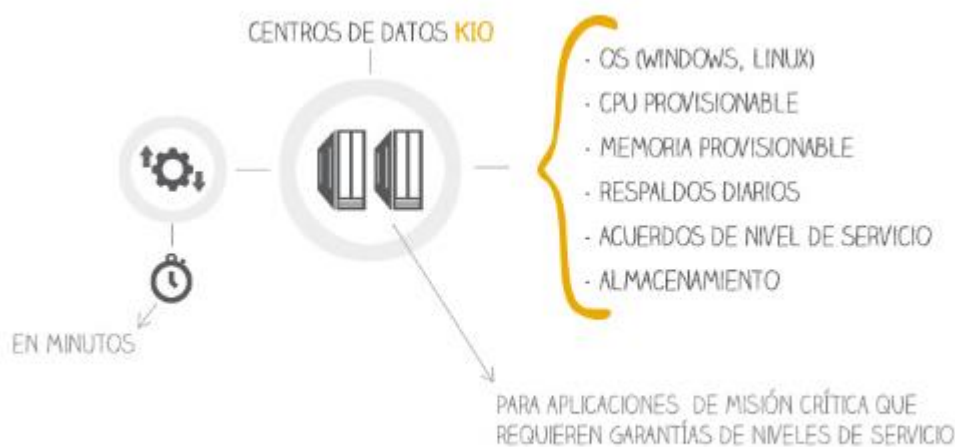 CENTROS DE DATOS KIO
- OS (WINDOWS, LINUX)
- CPU PROVISIONABLE
- MEMORIA PROVISIONABLE
- RESPALDOS DIARIOS
- ACUERDOS DE NIVEL DE SERVICIO
- ALMACENAMIENTO
EN MINUTOS
PARA APLICACIONES DE MISIÓN CRÍTICA QUE
REQUIEREN GARANTÍAS DE NIVELES DE SERVICIO